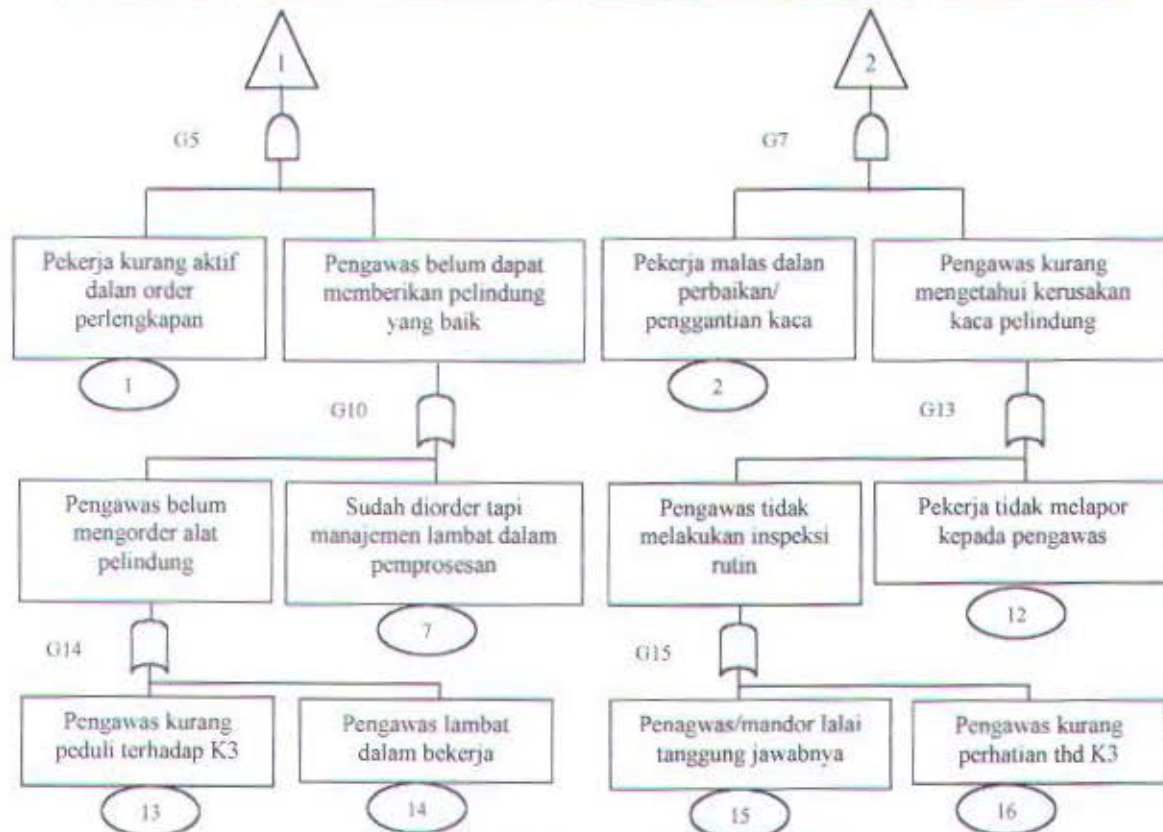 1
2
G5
G7
Pekerja kurang aktif
dalan order
perlengkapan
Pengawas belum dapat
memberikan pelindung
yang baik
Pekerja malas dalan
perbaikan/
penggantian kaca
Pengawas kurang
mengetahui kerusakan
kaca pelindung
1
2
G10
G13
Pengawas belum
mengorder alat
pelindung
Sudah diorder tapi
manajemen lambat dalam
pemprosesan
Pengawas tidak
melakukan inspeksi
rutin
Pekerja tidak melapor
kepada pengawas
7
12
G14
G15
Pengawas kurang
peduli terhadap K3
Pengawas lambat
dalam bekerja
Penagwas/mandor lalai
tanggung jawabnya
Pengawas kurang
perhatian thd K3
13
14
15
16